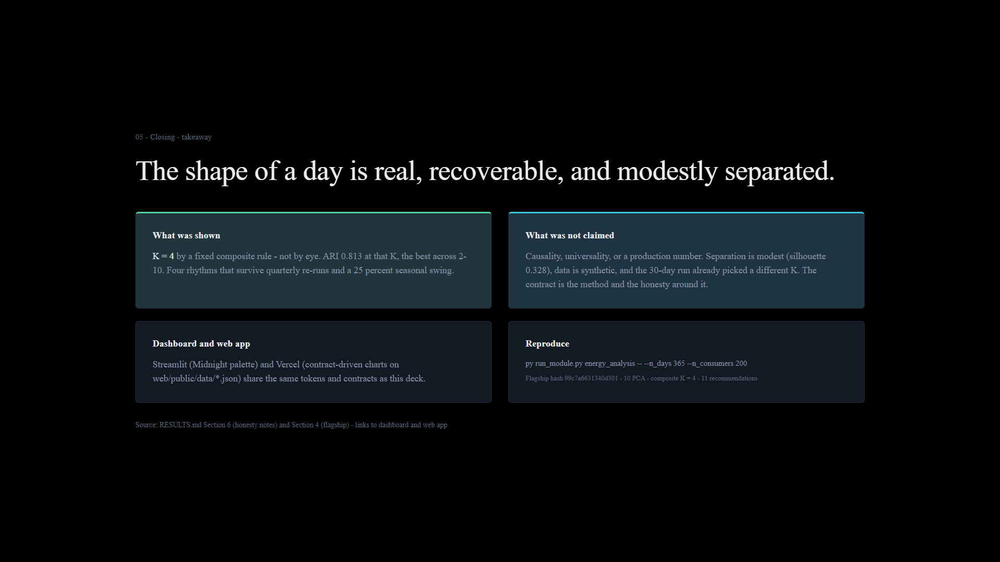 05 - Closing - takeaway
The shape of a day is real, recoverable, and modestly separated.
What was shown
K = 4 by a fixed composite rule - not by eye. ARI 0.813 at that K, the best across 2-
10. Four rhythms that survive quarterly re-runs and a 25 percent seasonal swing.
What was not claimed
Causality, universality, or a production number. Separation is modest (silhouette
0.328), data is synthetic, and the 30-day run already picked a different K. The
contract is the method and the honesty around it.
Dashboard and web app
Streamlit (Midnight palette) and Vercel (contract-driven charts on
web/public/data/*.json) share the same tokens and contracts as this deck.
Reproduce
py run_module.py energy_analysis -- --n_days 365 --n_consumers 200
Flagship hash 99c7a6631340d301 - 10 PCA - composite K = 4 - 11 recommendations
Source: RESULTS.md Section 6 (honesty notes) and Section 4 (flagship) - links to dashboard and web app